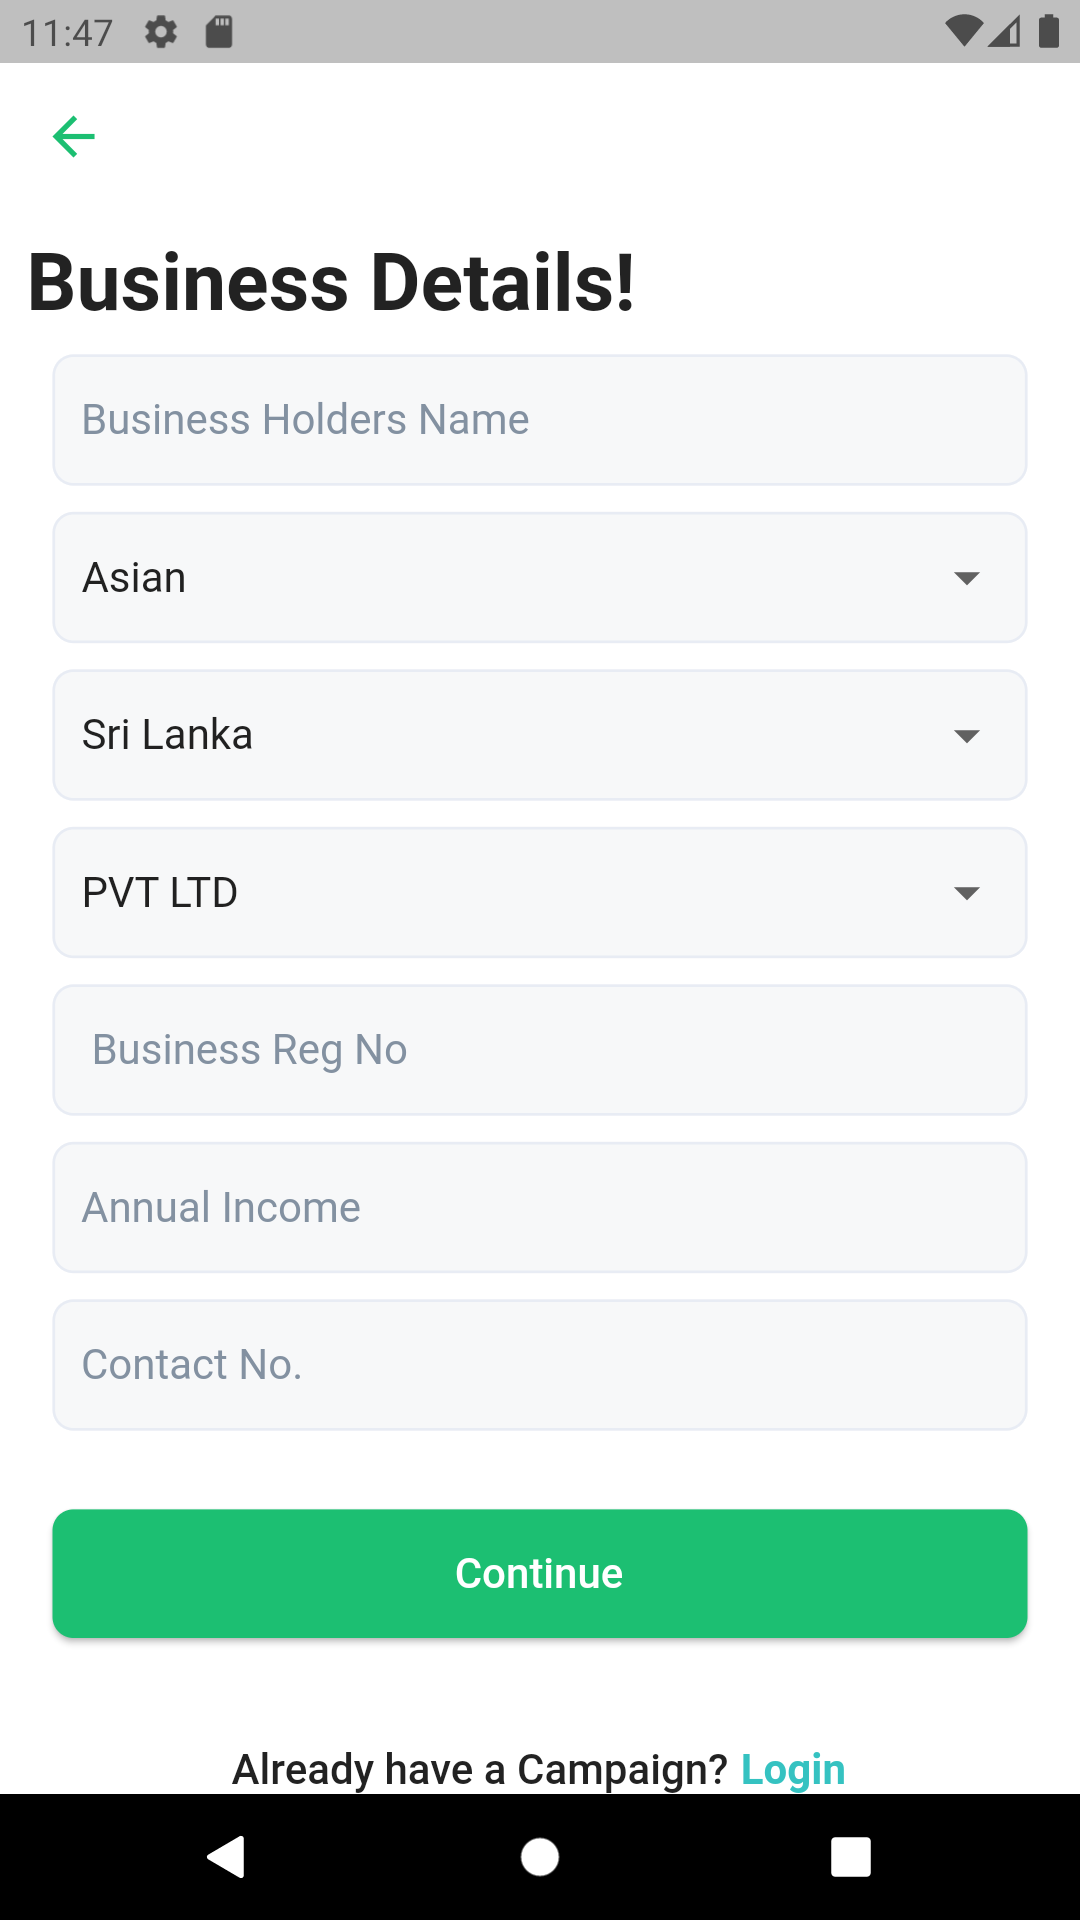 11:47
Business Details!
Business Holders Name
Asian
Sri Lanka
PVT LTD
Business Reg No
Annual Income
Contact No.
Continue
Already have a Campaign? Login